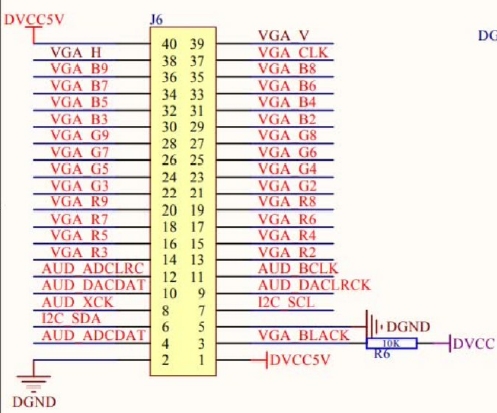 DVCC5V J6
40 39 VGA V DG
VGA H 38 37 VGA CLK
VGA B9 36 35 VGA B8
VGA B7 34 33 VGA B6
VGA B5 32 31 VGA B4
VGA B3 30 29 VGA B2
VGA G9 28 27 VGA G8
VGA G7 26 25 VGA G6
VGA G5 24 23 VGA G4
VGA G3 22 21 VGA G2
VGA R9 20 19 VGA R8
VGA R7 18 17 VGA R6
VGA R5 16 15 VGA R4
VGA R3 14 13 VGA R2
AUD ADCLRC 12 11 AUD BCLK
AUD DACDAT 10 9 AUD DACLRCK
AUD XCK 8 7 I2C SCL
I2C SDA 6 5 DGND
AUD ADCDAT 4 3 VGA BLACK 10K DVCC
R6
2 1 DVCC5V
DGND